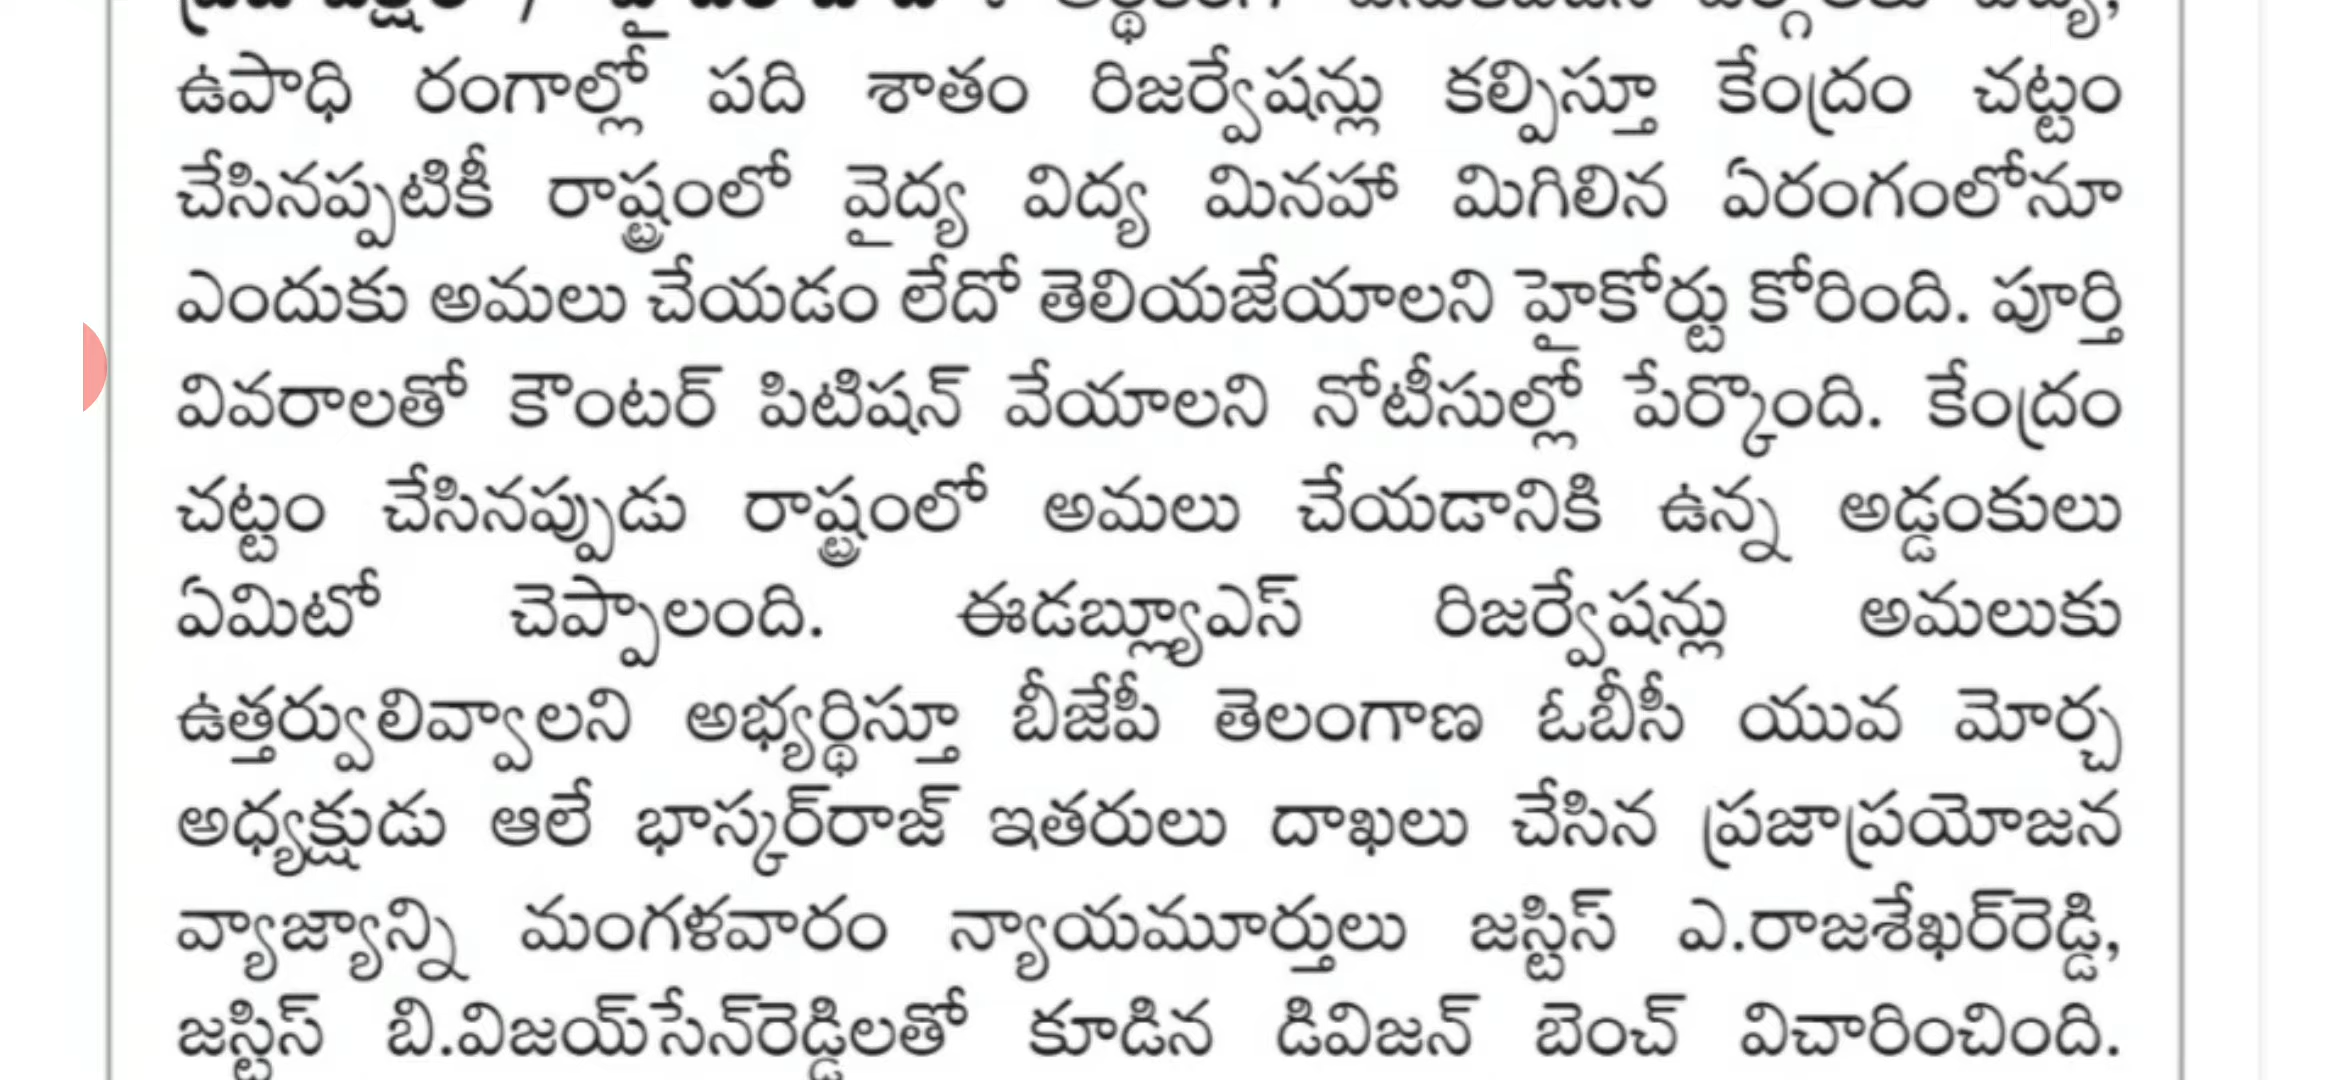 ఉపాధి రంగాల్లో పది శాతం రిజర్వేషన్లు కల్పిస్తూ కేంద్రం చట్టం
చేసినప్పటికీ రాష్ట్రంలో వైద్య విద్య మినహా మిగిలిన ఏరంగంలోనూ
ఎందుకు అమలు చేయడం లేదో తెలియజేయాలని హైకోర్టు కోరింది. పూర్తి
వివరాలతో కౌంటర్ పిటిషన్ వేయాలని నోటీసుల్లో పేర్కొంది. కేంద్రం
చట్టం చేసినప్పుడు రాష్ట్రంలో అమలు చేయడానికి ఉన్న అడ్డంకులు
ఏమిటో చెప్పాలంది. ఈడబ్ల్యూఎస్ రిజర్వేషన్లు అమలుకు
ఉత్తర్వులివ్వాలని అభ్యర్థిస్తూ బీజేపీ తెలంగాణ ఓబీసీ యువ మోర్చ
అధ్యక్షుడు ఆలే భాస్కర్‌రాజ్ ఇతరులు దాఖలు చేసిన ప్రజాప్రయోజన
వ్యాజ్యాన్ని మంగళవారం న్యాయమూర్తులు జస్టిస్ ఎ.రాజశేఖర్‌రెడ్డి,
జస్టిస్ బి.విజయ్‌సేన్‌రెడ్డిలతో కూడిన డివిజన్ బెంచ్ విచారించింది.